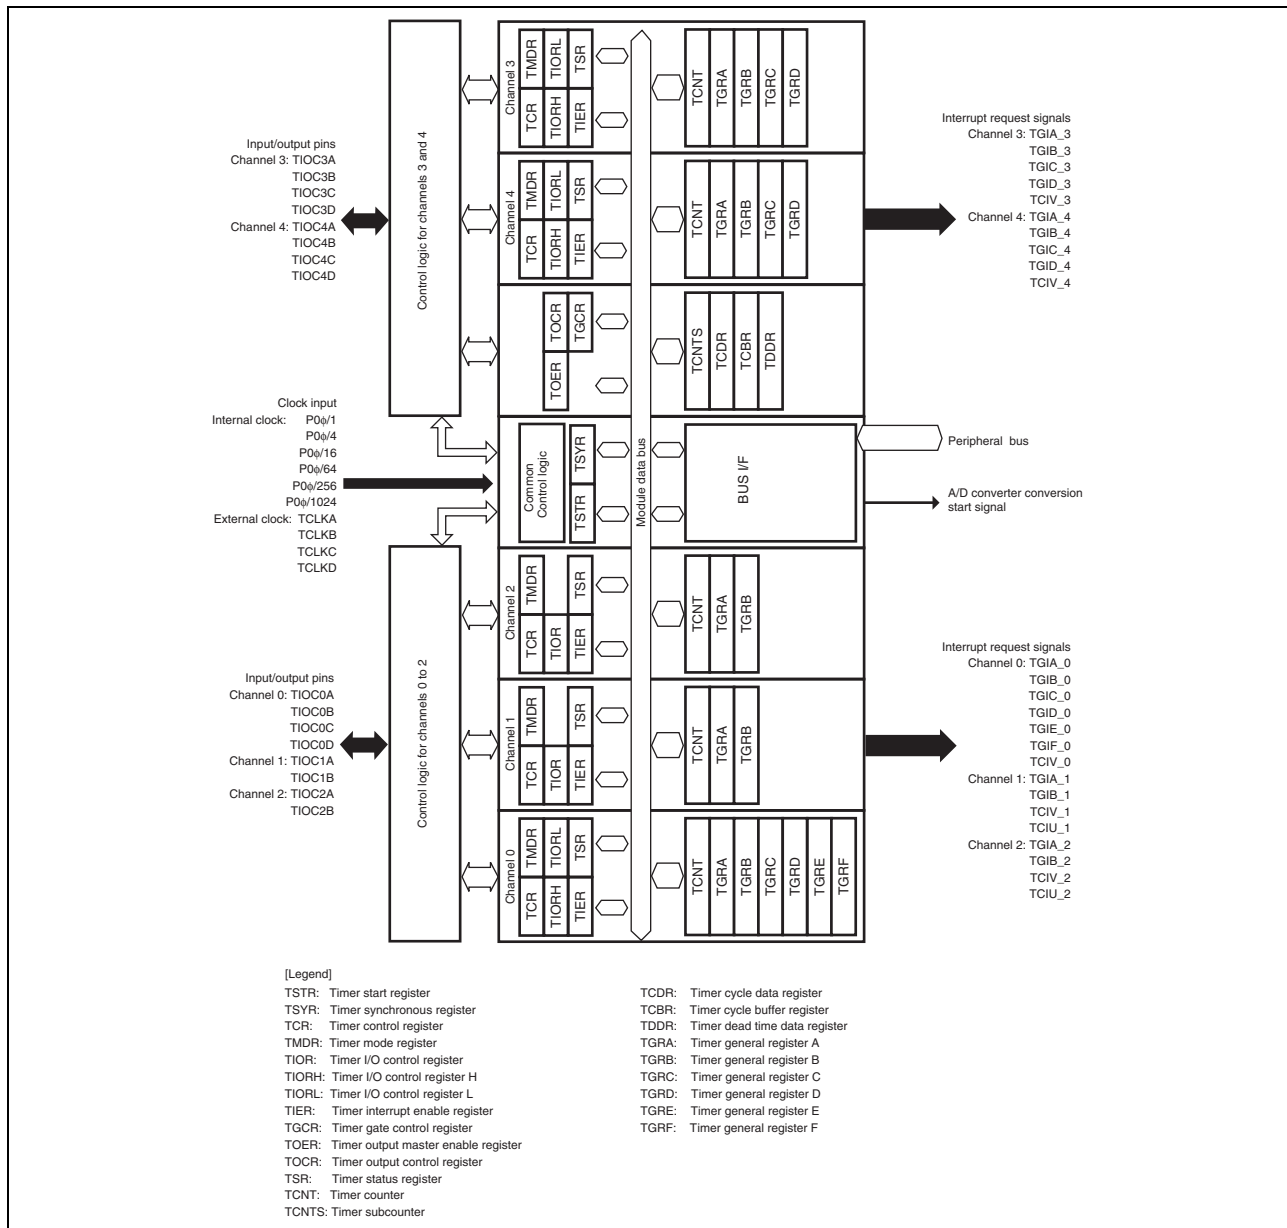 Input/output pins
Channel 3: TIOC3A
TIOC3B
TIOC3C
TIOC3D
Channel 4: TIOC4A
TIOC4B
TIOC4C
TIOC4D
Clock input
Internal clock: P0φ/1
P0φ/4
P0φ/16
P0φ/64
P0φ/256
P0φ/1024
External clock: TCLKA
TCLKB
TCLKC
TCLKD
Input/output pins
Channel 0: TIOC0A
TIOC0B
TIOC0C
TIOC0D
Channel 1: TIOC1A
TIOC1B
Channel 2: TIOC2A
TIOC2B
Control logic for channels 3 and 4
Control logic for channels 0 to 2
Channel 3
TCR TMDR
TIORH TIORL
TIER TSR
TCNT
TGRA
TGRB
TGRC
TGRD
Channel 4
TCR TMDR
TIORH TIORL
TIER TSR
TCNT
TGRA
TGRB
TGRC
TGRD
TOER TOCR
TGCR
TCNTS
TCDR
TCBR
TDDR
Common
Control logic
TSTR TSYR
Module data bus
BUS I/F
Channel 2
TCR TMDR
TIOR
TIER TSR
TCNT
TGRA
TGRB
Channel 1
TCR TMDR
TIOR
TIER TSR
TCNT
TGRA
TGRB
Channel 0
TCR TMDR
TIORH TIORL
TIER TSR
TCNT
TGRA
TGRB
TGRC
TGRD
TGRE
TGRF
Interrupt request signals
Channel 3: TGIA_3
TGIB_3
TGIC_3
TGID_3
TCIV_3
Channel 4: TGIA_4
TGIB_4
TGIC_4
TGID_4
TCIV_4
Peripheral bus
A/D converter conversion
start signal
Interrupt request signals
Channel 0: TGIA_0
TGIB_0
TGIC_0
TGID_0
TGIE_0
TGIF_0
TCIV_0
Channel 1: TGIA_1
TGIB_1
TCIV_1
TCIU_1
Channel 2: TGIA_2
TGIB_2
TCIV_2
TCIU_2
[Legend]
TSTR: Timer start register
TSYR: Timer synchronous register
TCR: Timer control register
TMDR: Timer mode register
TIOR: Timer I/O control register
TIORH: Timer I/O control register H
TIORL: Timer I/O control register L
TIER: Timer interrupt enable register
TGCR: Timer gate control register
TOER: Timer output master enable register
TOCR: Timer output control register
TSR: Timer status register
TCNT: Timer counter
TCNTS: Timer subcounter
TCDR: Timer cycle data register
TCBR: Timer cycle buffer register
TDDR: Timer dead time data register
TGRA: Timer general register A
TGRB: Timer general register B
TGRC: Timer general register C
TGRD: Timer general register D
TGRE: Timer general register E
TGRF: Timer general register F